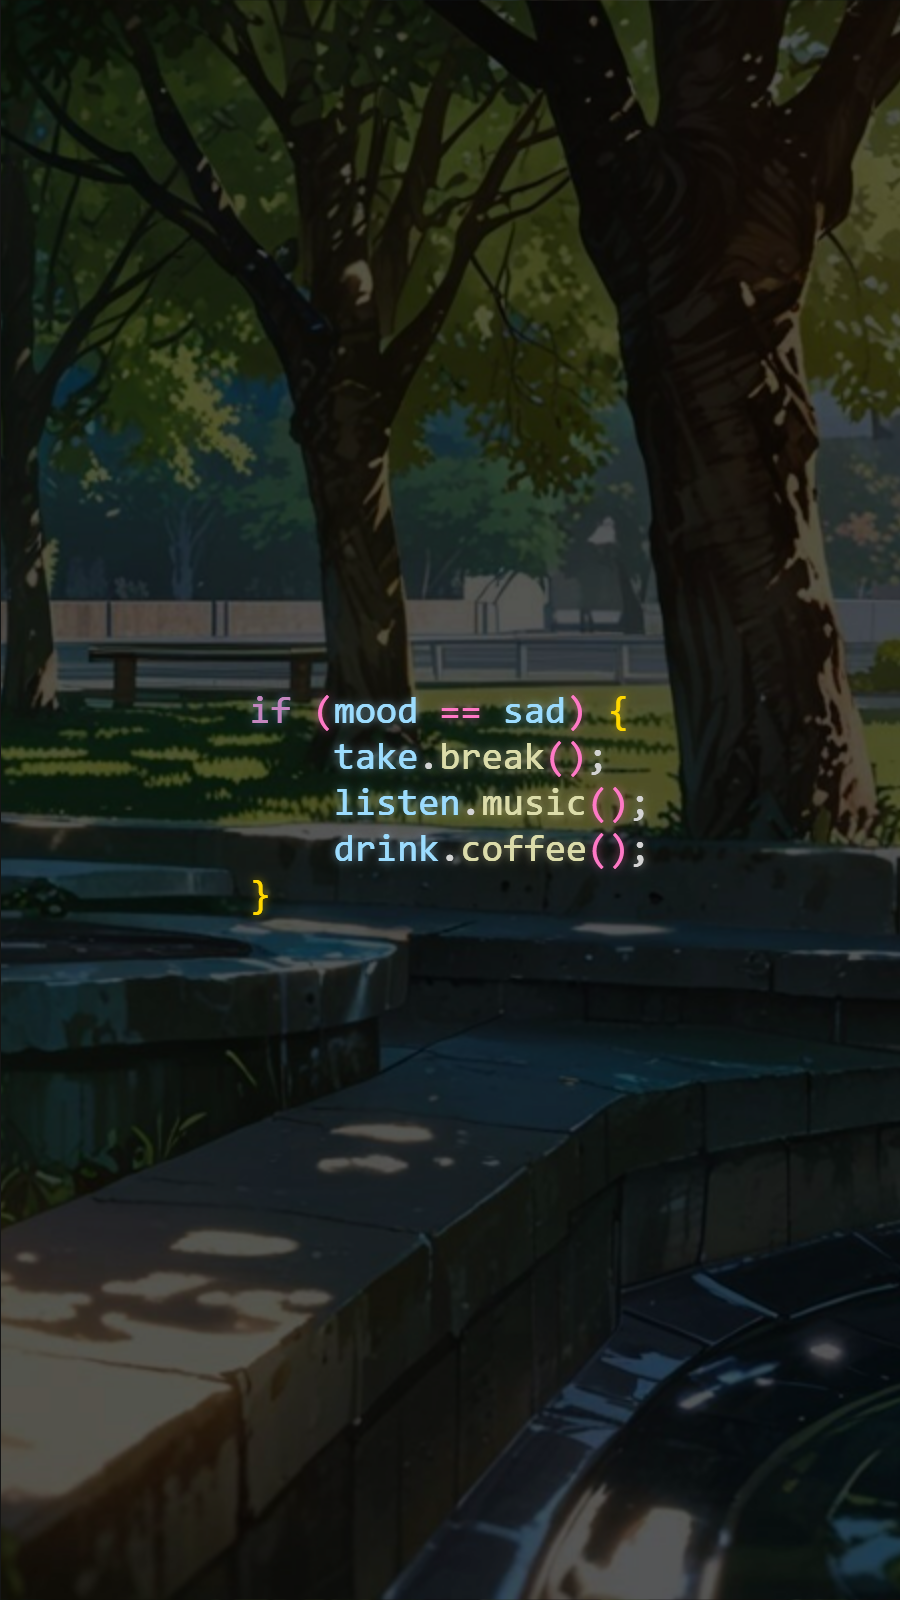 if (mood == sad) {
    take.break();
    listen.music();
    drink.coffee();
}